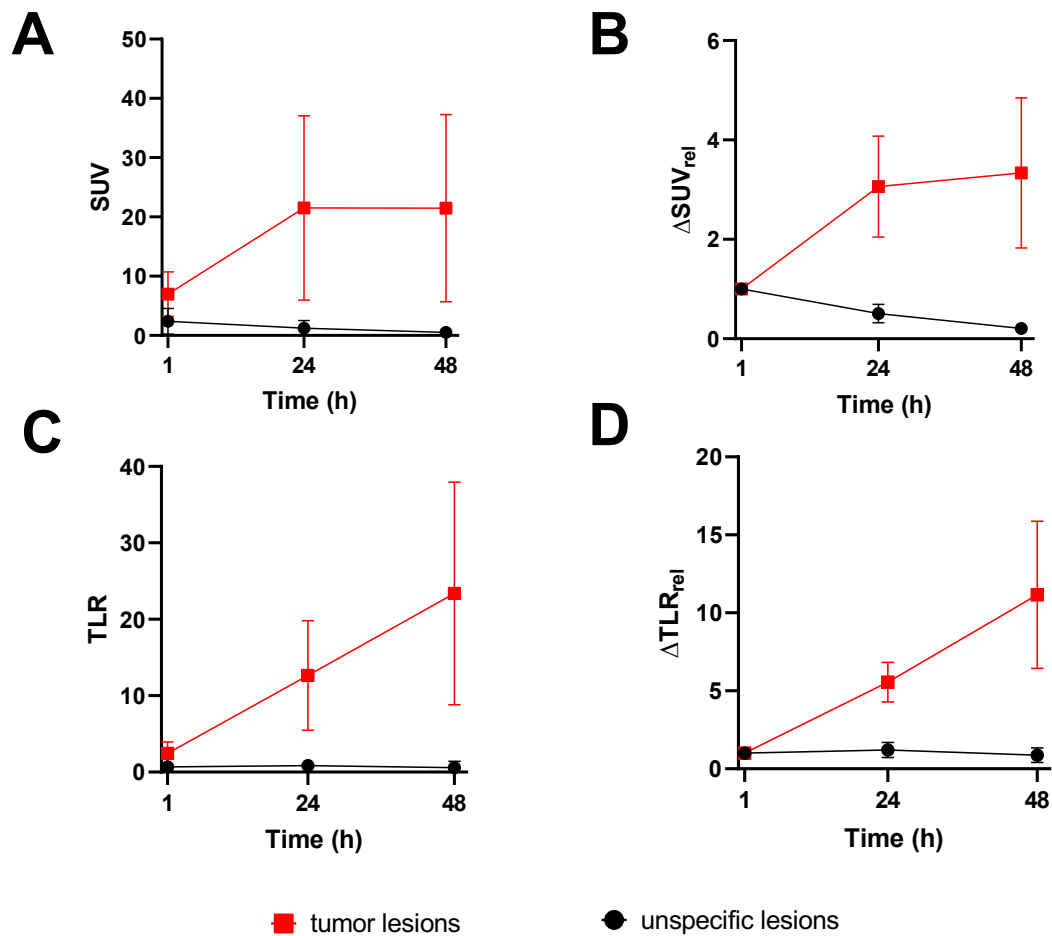 A
50
40
30
20
10
0
SUV
1 24 48
Time (h)
B
6
4
2
0
ΔSUVrel
1 24 48
Time (h)
C
40
30
20
10
0
TLR
1 24 48
Time (h)
D
20
15
10
5
0
ΔTLRrel
1 24 48
Time (h)
tumor lesions
unspecific lesions